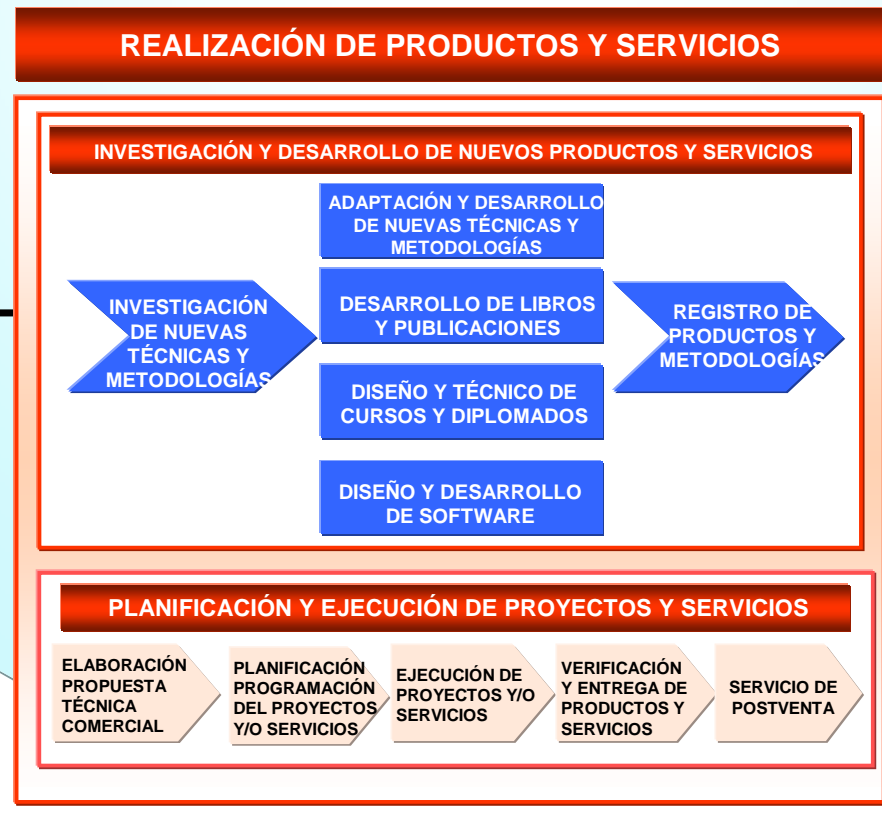 REALIZACIÓN DE PRODUCTOS Y SERVICIOS
INVESTIGACIÓN Y DESARROLLO DE NUEVOS PRODUCTOS Y SERVICIOS
INVESTIGACIÓN
DE NUEVAS
TÉCNICAS Y
METODOLOGÍAS
ADAPTACIÓN Y DESARROLLO
DE NUEVAS TÉCNICAS Y
METODOLOGÍAS
DESARROLLO DE LIBROS
Y PUBLICACIONES
DISEÑO Y TÉCNICO DE
CURSOS Y DIPLOMADOS
DISEÑO Y DESARROLLO
DE SOFTWARE
REGISTRO DE
PRODUCTOS Y
METODOLOGÍAS
PLANIFICACIÓN Y EJECUCIÓN DE PROYECTOS Y SERVICIOS
ELABORACIÓN
PROPUESTA
TÉCNICA
COMERCIAL
PLANIFICACIÓN
PROGRAMACIÓN
DEL PROYECTOS
Y/O SERVICIOS
EJECUCIÓN DE
PROYECTOS Y/O
SERVICIOS
VERIFICACIÓN
Y ENTREGA DE
PRODUCTOS Y
SERVICIOS
SERVICIO DE
POSTVENTA